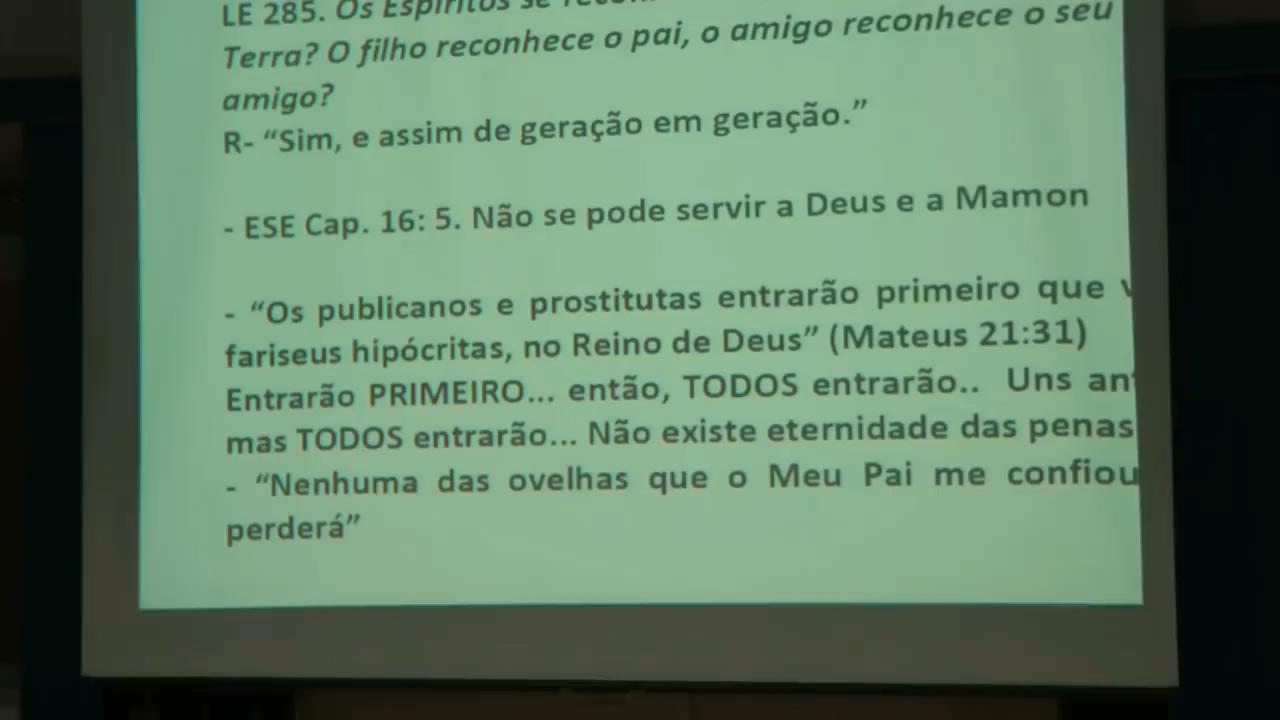 LE 285. Os Espíritos se
Terra? O filho reconhece o pai, o amigo reconhece o seu
amigo?
R- “Sim, e assim de geração em geração.”
- ESE Cap. 16: 5. Não se pode servir a Deus e a Mamon
- “Os publicanos e prostitutas entrarão primeiro que
fariseus hipócritas, no Reino de Deus” (Mateus 21:31)
Entrarão PRIMEIRO... então, TODOS entrarão.. Uns
mas TODOS entrarão... Não existe eternidade das penas
- “Nenhuma das ovelhas que o Meu Pai me confiou
perderá”